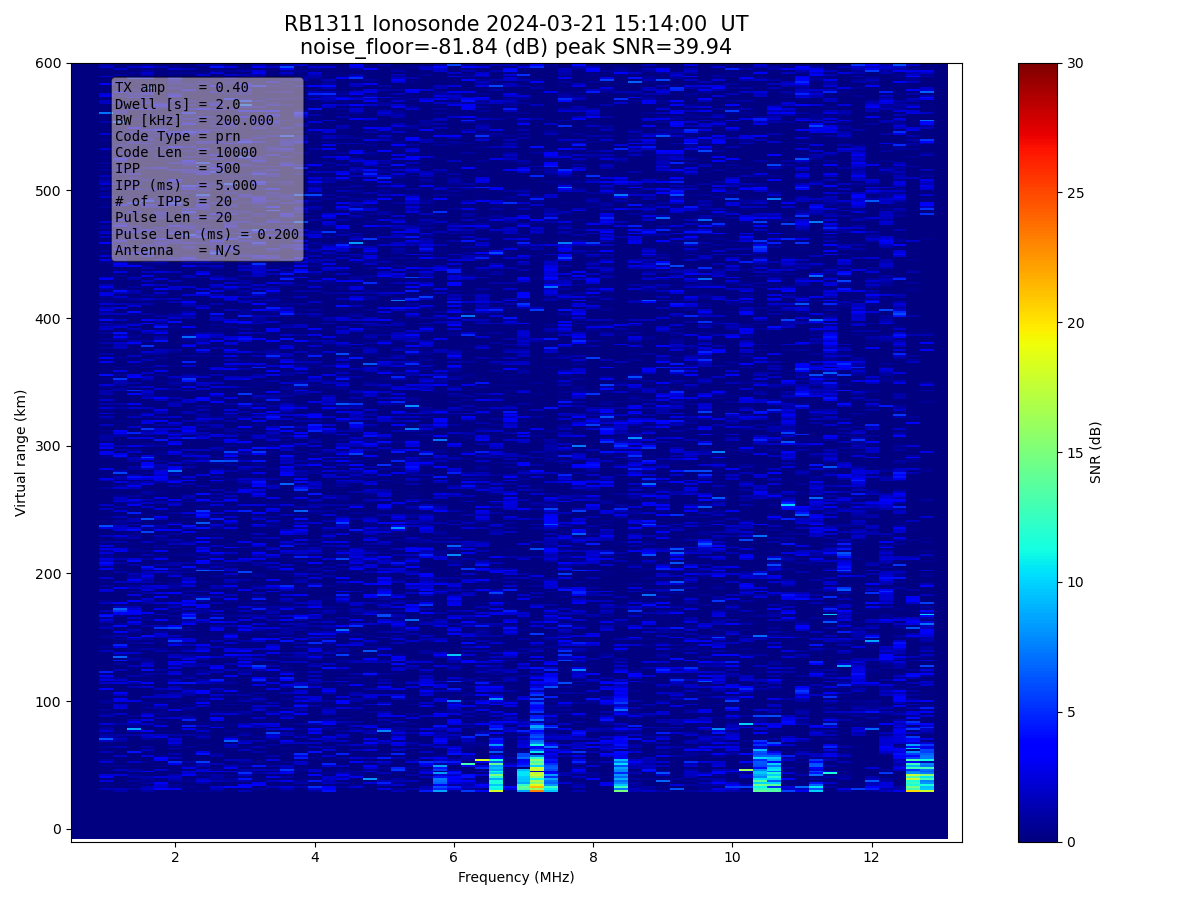 RB1311 Ionosonde 2024-03-21 15:14:00 UT
noise_floor=-81.84 (dB) peak SNR=39.94
TX amp = 0.40
Dwell [s] = 2.0
BW [kHz] = 200.000
Code Type = prn
Code Len = 10000
IPP = 500
IPP (ms) = 5.000
# of IPPs = 20
Pulse Len = 20
Pulse Len (ms) = 0.200
Antenna = N/S
Virtual range (km)
600
500
400
300
200
100
0
2 4 6 8 10 12
Frequency (MHz)
30
25
20
15
10
5
0
SNR (dB)